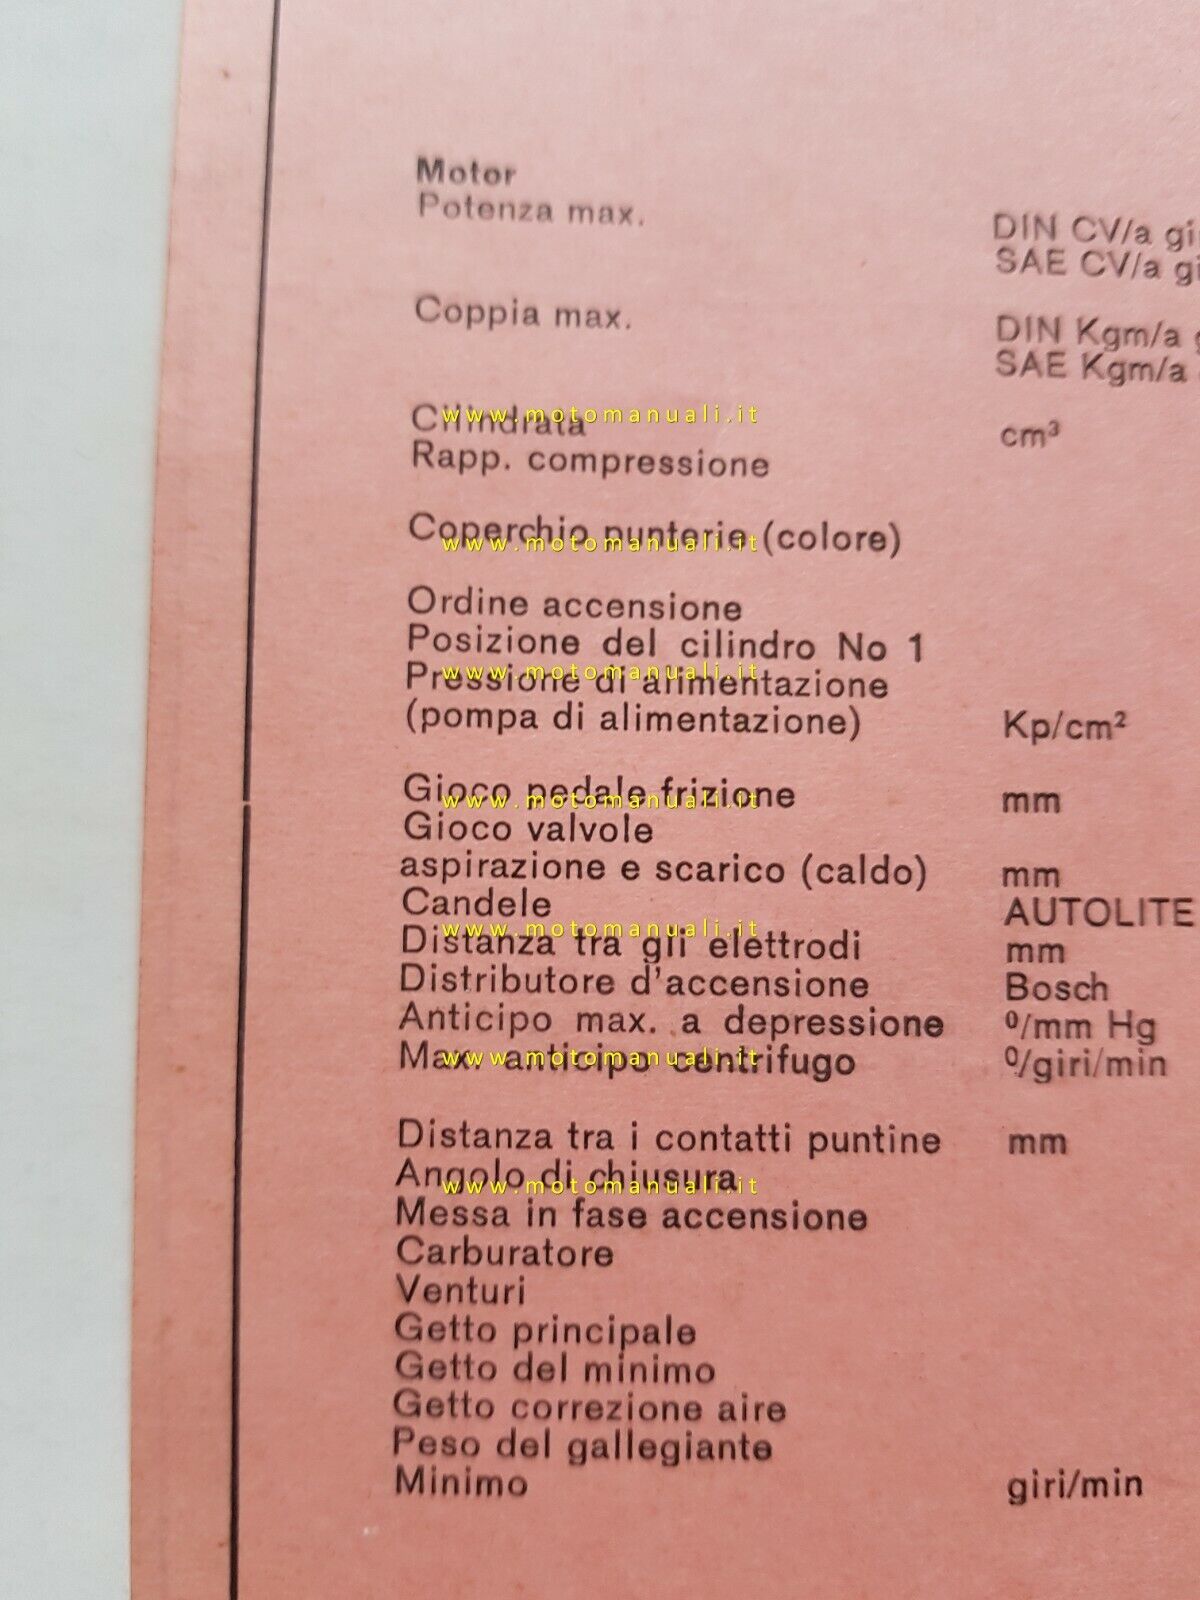 Motor
Potenza max.
DIN CV/a gi
SAE CV/a gi
Coppia max.
DIN Kgm/a
SAE Kgm/a
Cilindrata cm³
www.motomanuali.it
Rapp. compressione
Coperchio punterie (colore)
www.motomanuali.it
Ordine accensione
Posizione del cilindro No 1
Pressione di alimentazione
www.motomanuali.it
(pompa di alimentazione) Kp/cm²
Gioco pedale frizione mm
www.motomanuali.it
Gioco valvole
aspirazione e scarico (caldo) mm
Candele AUTOLITE
www.motomanuali.it
Distanza tra gli elettrodi mm
Distributore d'accensione Bosch
Anticipo max. a depressione º/mm Hg
Max. anticipo centrifugo º/giri/min
www.motomanuali.it
Distanza tra i contatti puntine mm
Angolo di chiusura
www.motomanuali.it
Messa in fase accensione
Carburatore
Venturi
Getto principale
Getto del minimo
Getto correzione aire
Peso del gallegiante
Minimo giri/min